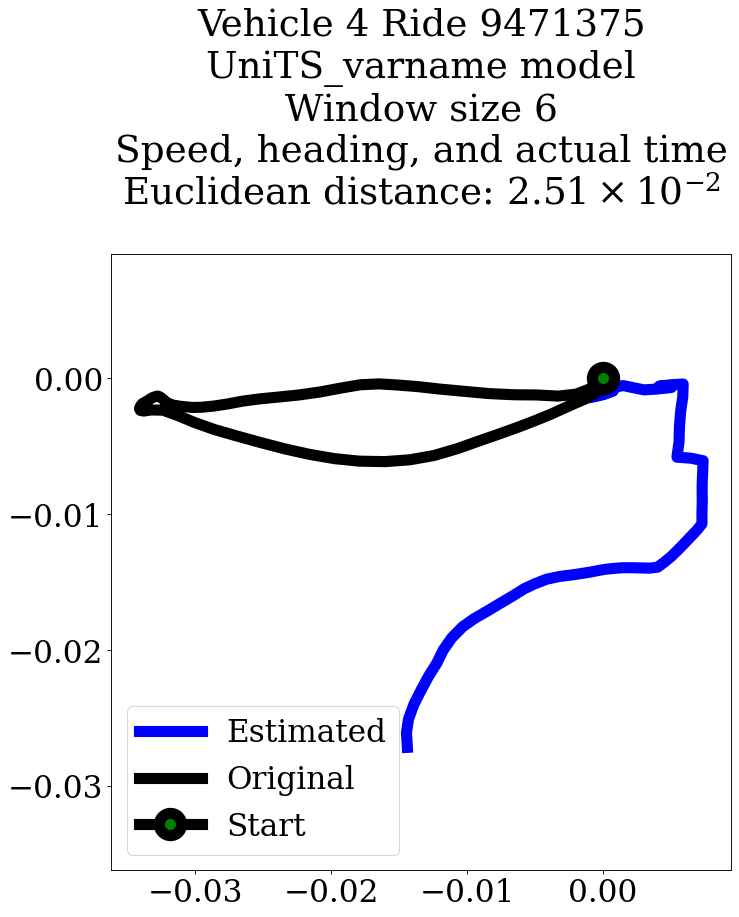 Vehicle 4 Ride 9471375
UniTS_varname model
Window size 6
Speed, heading, and actual time
Euclidean distance: 2.51 × 10⁻²
0.00
−0.01
−0.02
−0.03
Estimated
Original
Start
−0.03 −0.02 −0.01 0.00